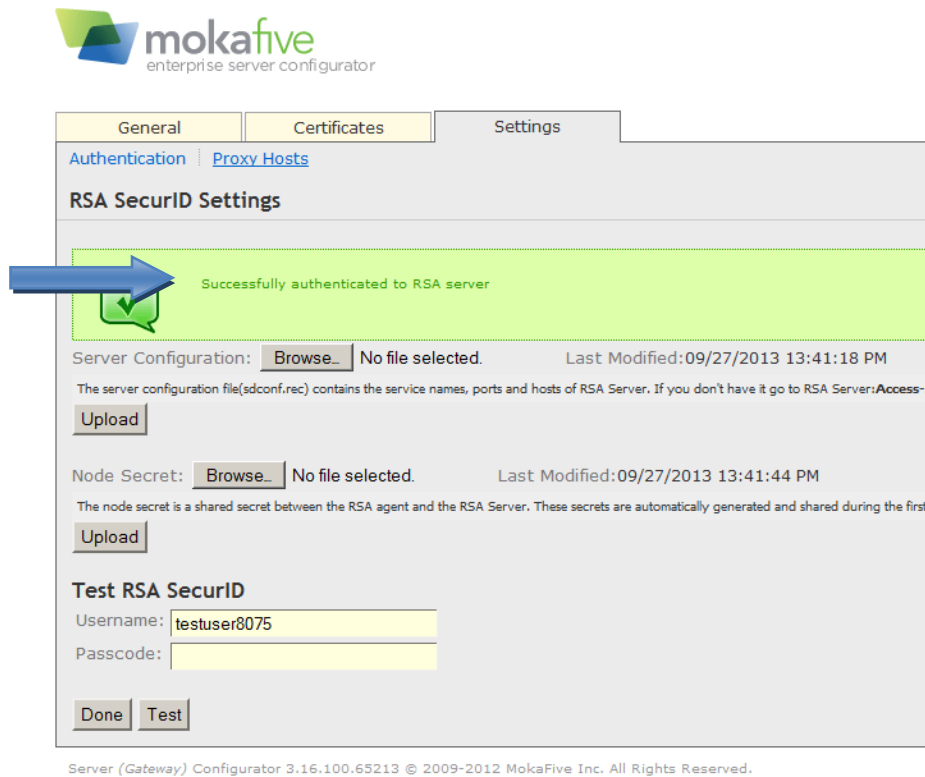 mokafive
enterprise server configurator
General Certificates Settings
Authentication Proxy Hosts
RSA SecurID Settings
Successfully authenticated to RSA server
Server Configuration: Browse_ No file selected. Last Modified:09/27/2013 13:41:18 PM
The server configuration file(sdconf.rec) contains the service names, ports and hosts of RSA Server. If you don't have it go to RSA Server:Access-
Upload
Node Secret: Browse_ No file selected. Last Modified:09/27/2013 13:41:44 PM
The node secret is a shared secret between the RSA agent and the RSA Server. These secrets are automatically generated and shared during the first
Upload
Test RSA SecurID
Username: testuser8075
Passcode:
Done Test
Server (Gateway) Configurator 3.16.100.65213 © 2009-2012 MokaFive Inc. All Rights Reserved.